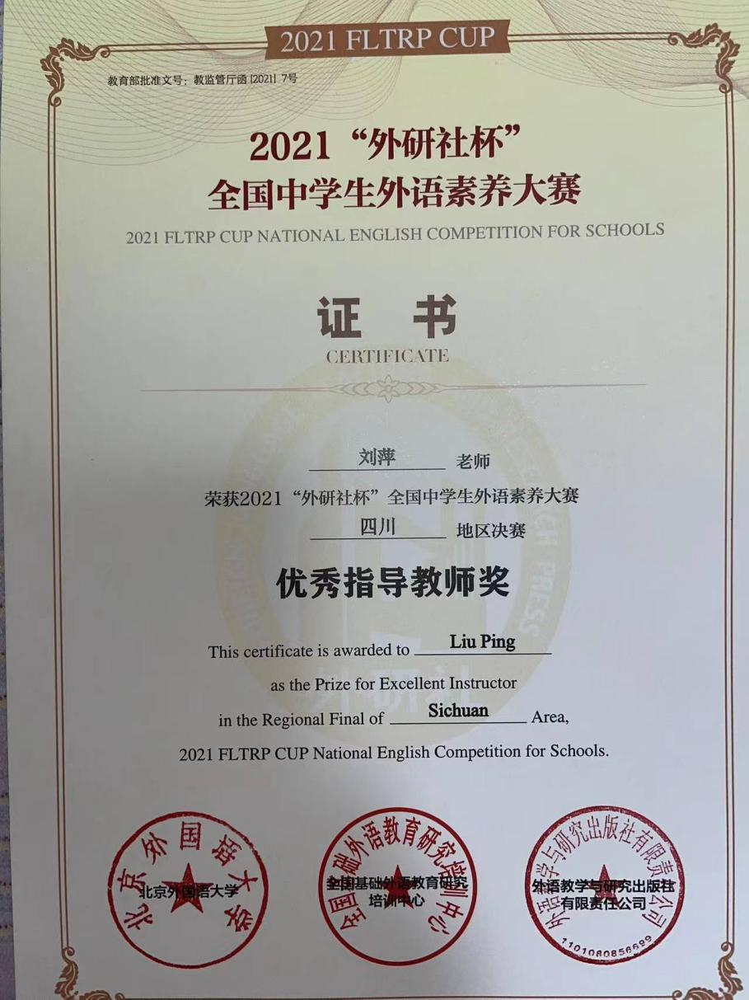 2021 FLTRP CUP
教育部批准文号：教监管厅函[2021] 7号
2021“外研社杯”
全国中学生外语素养大赛
2021 FLTRP CUP NATIONAL ENGLISH COMPETITION FOR SCHOOLS
证 书
CERTIFICATE
刘萍 老师
荣获2021“外研社杯”全国中学生外语素养大赛
四川 地区决赛
优秀指导教师奖
This certificate is awarded to Liu Ping
as the Prize for Excellent Instructor
in the Regional Final of Sichuan Area,
2021 FLTRP CUP National English Competition for Schools.
外研社
北京外国语大学
北京外国语大学
全国基础外语教育研究培训中心
全国基础外语教育研究
培训中心
外语教学与研究出版社有限责任公司
外语教学与研究出版社
有限责任公司
1101080856699